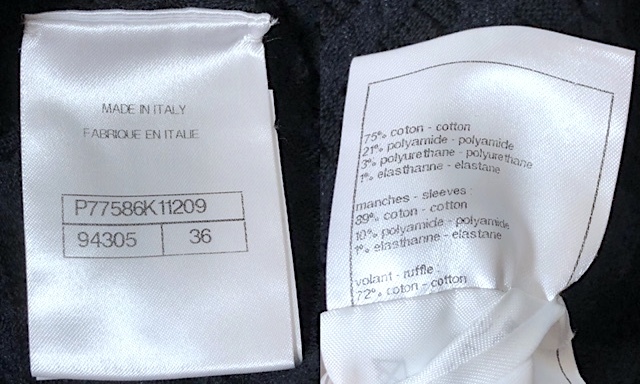 MADE IN ITALY
FABRIQUE EN ITALIE
P77586K11209
94305 36
75% coton - cotton
21% polyamide - polyamide
3% polyurethane - polyurethane
1% elasthanne - elastane
manches - sleeves :
89% coton - cotton
10% polyamide - polyamide
1% elasthanne - elastane
volant - ruffle :
72% coton - cotton